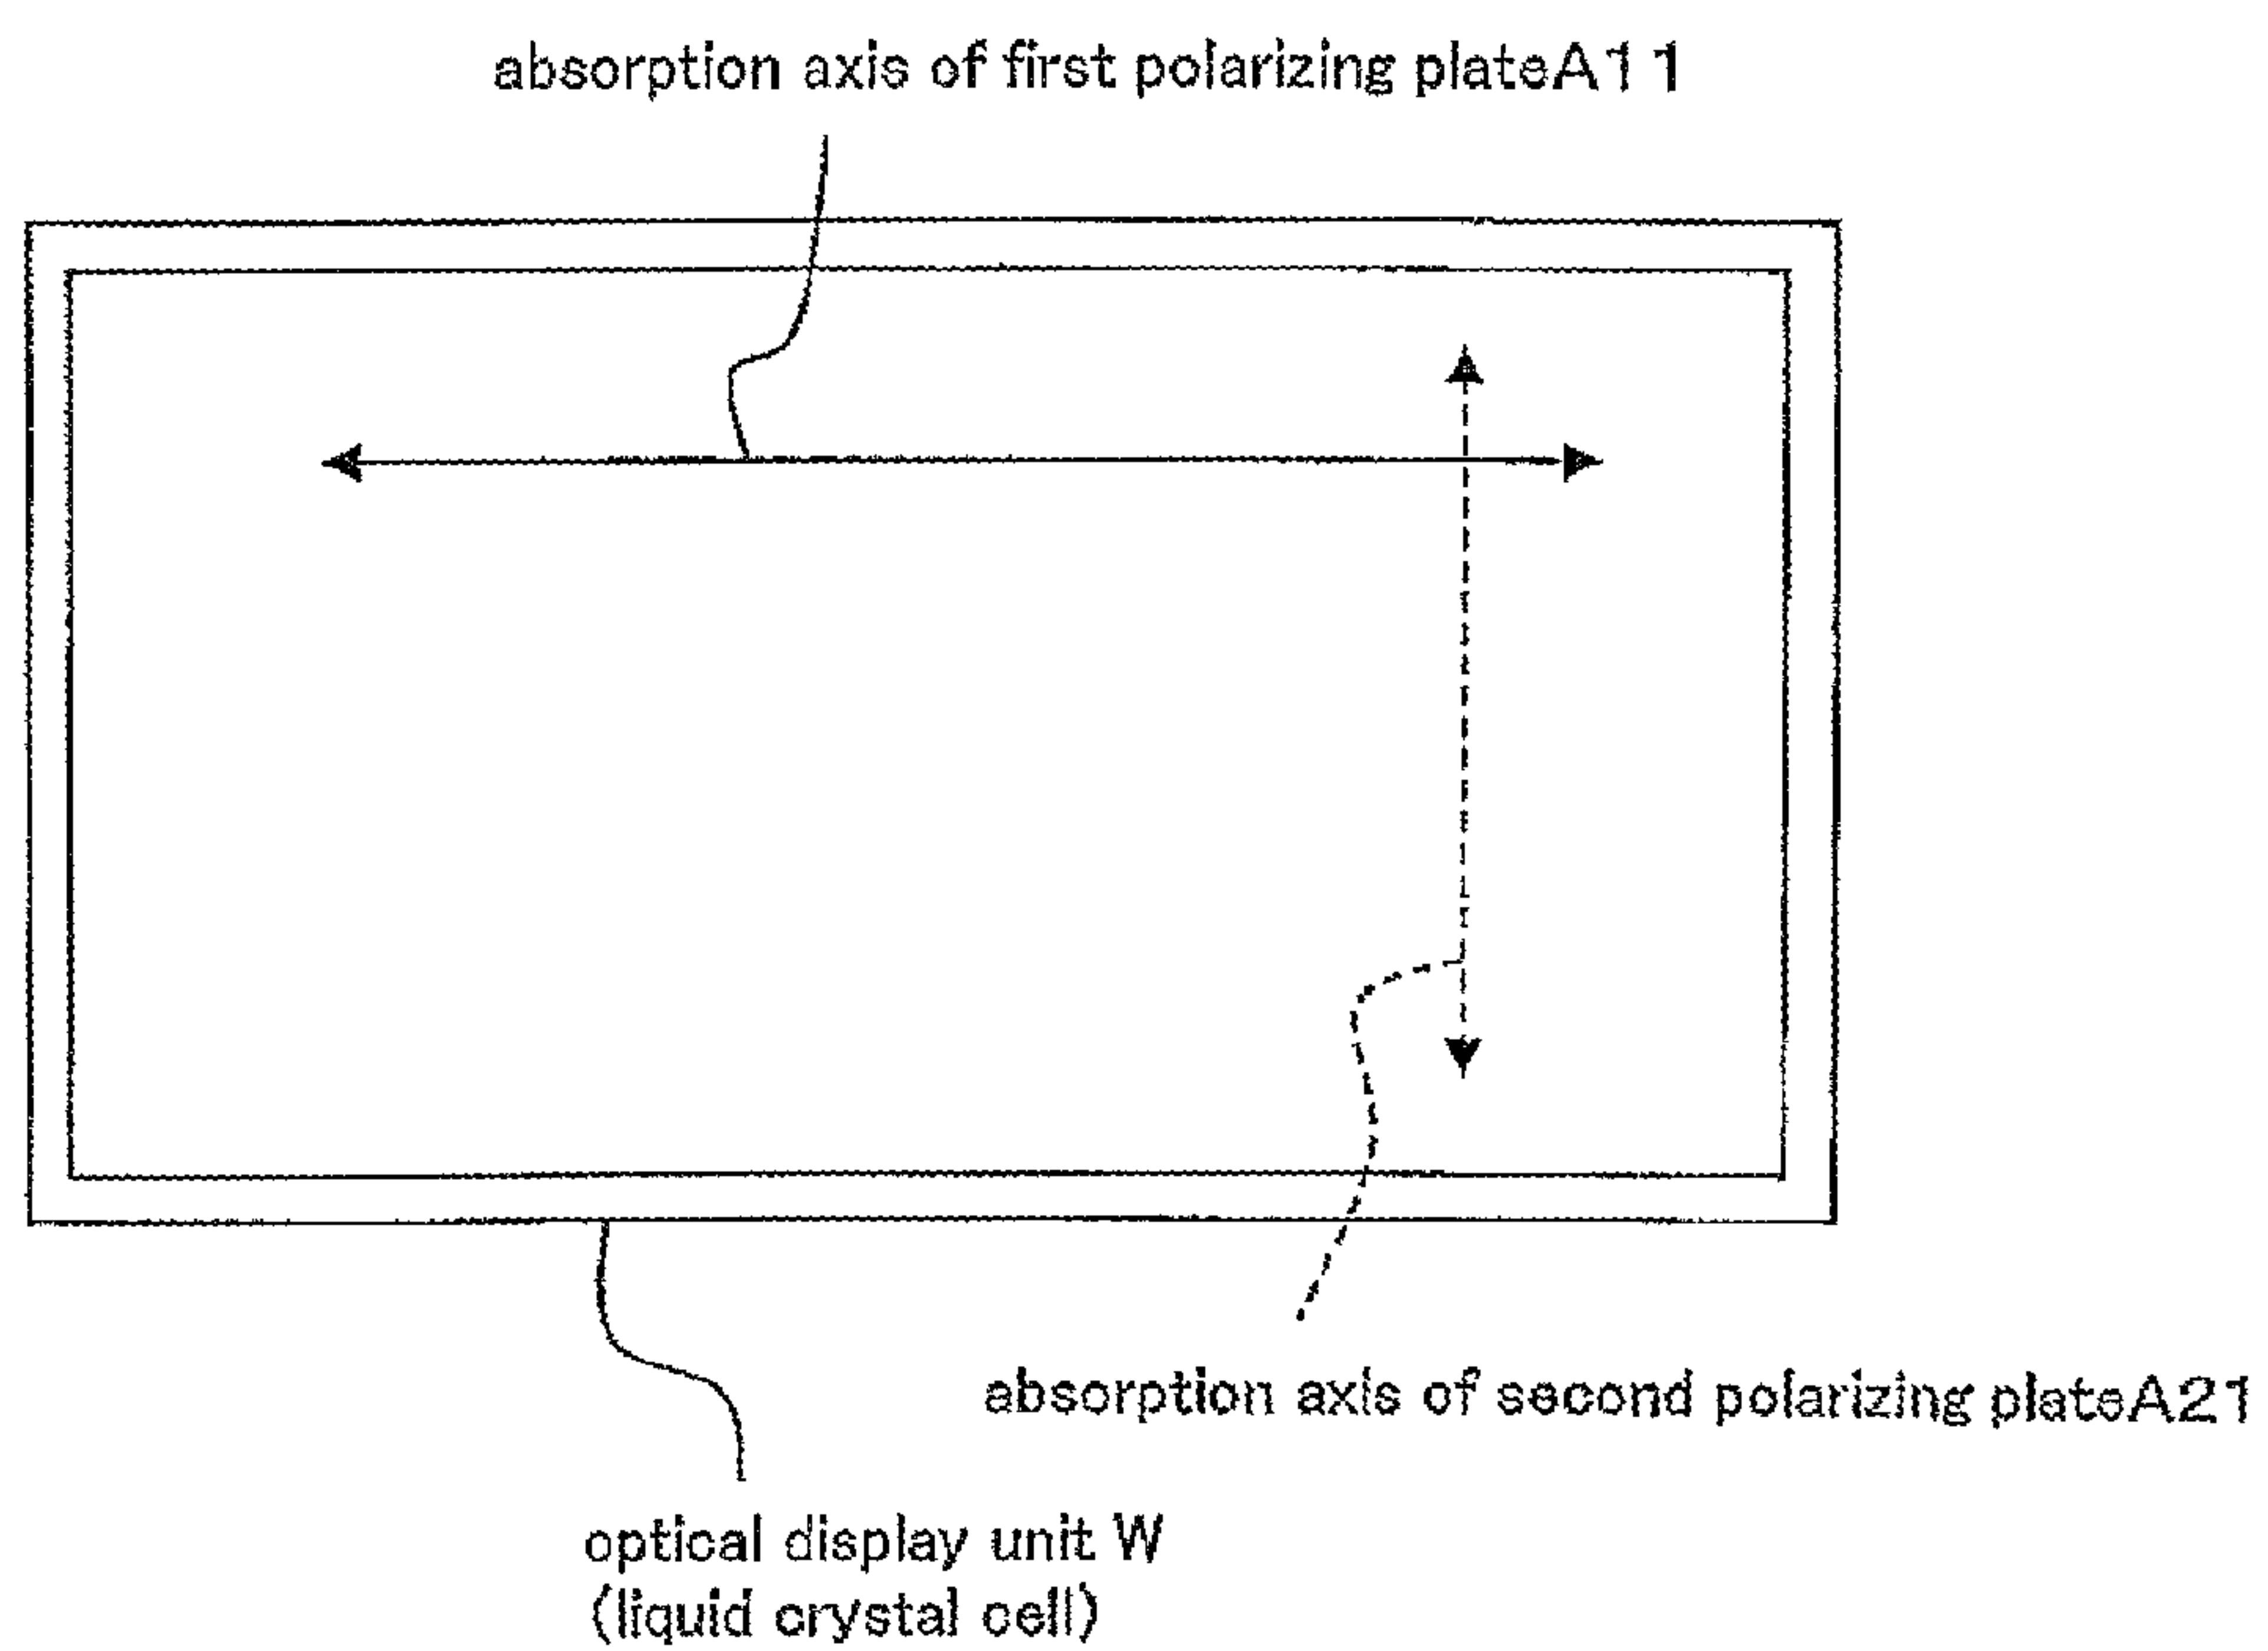 absorption axis of first polarizing plateA11
absorption axis of second polarizing plateA21
optical display unit W
(liquid crystal cell)